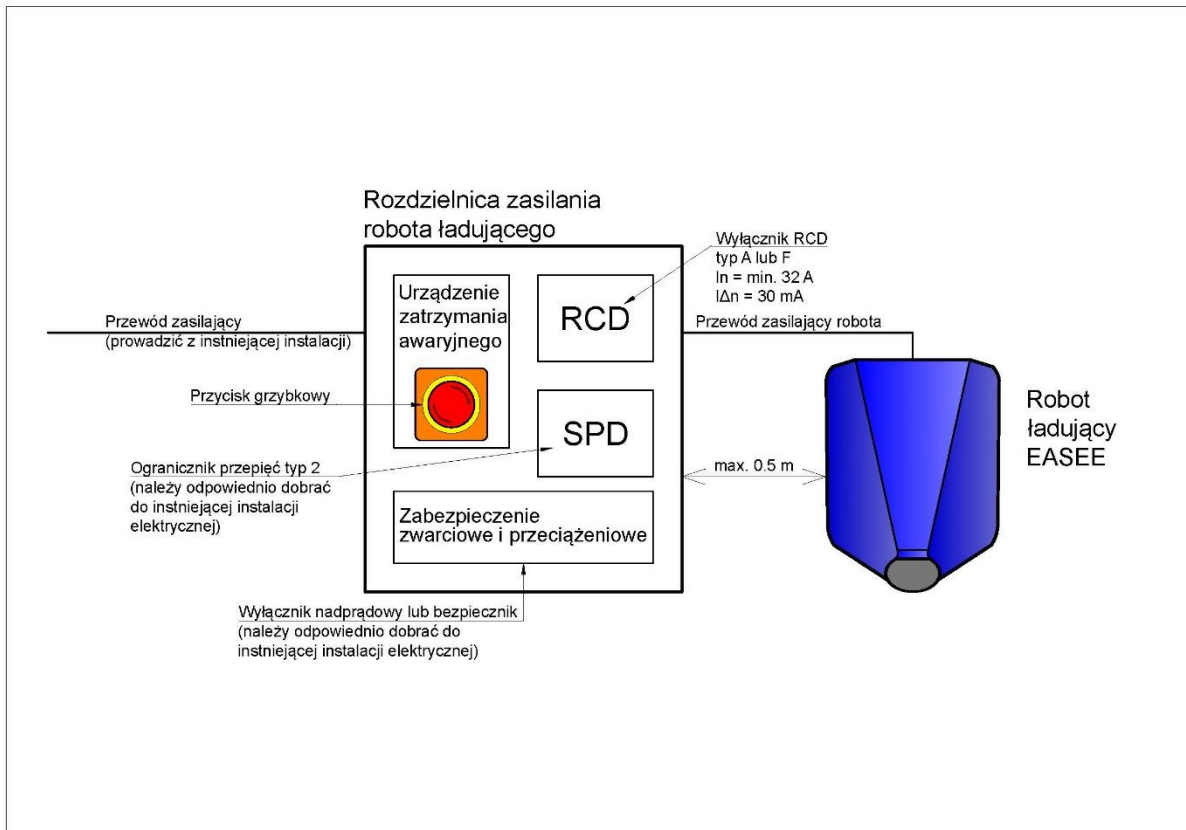 Rozdzielnica zasilania
robota ładującego
Wyłącznik RCD
typ A lub F
In = min. 32 A
I∆n = 30 mA
Urządzenie
zatrzymania
awaryjnego
RCD
Przewód zasilający
(prowadzić z instniejącej instalacji)
Przewód zasilający robota
Przycisk grzybkowy
SPD
Robot
ładujący
EASEE
Ogranicznik przepięć typ 2
(należy odpowiednio dobrać
do instniejącej instalacji
elektrycznej)
max. 0.5 m
Zabezpieczenie
zwarciowe i przeciążeniowe
Wyłącznik nadprądowy lub bezpiecznik
(należy odpowiednio dobrać do
instniejącej instalacji elektrycznej)